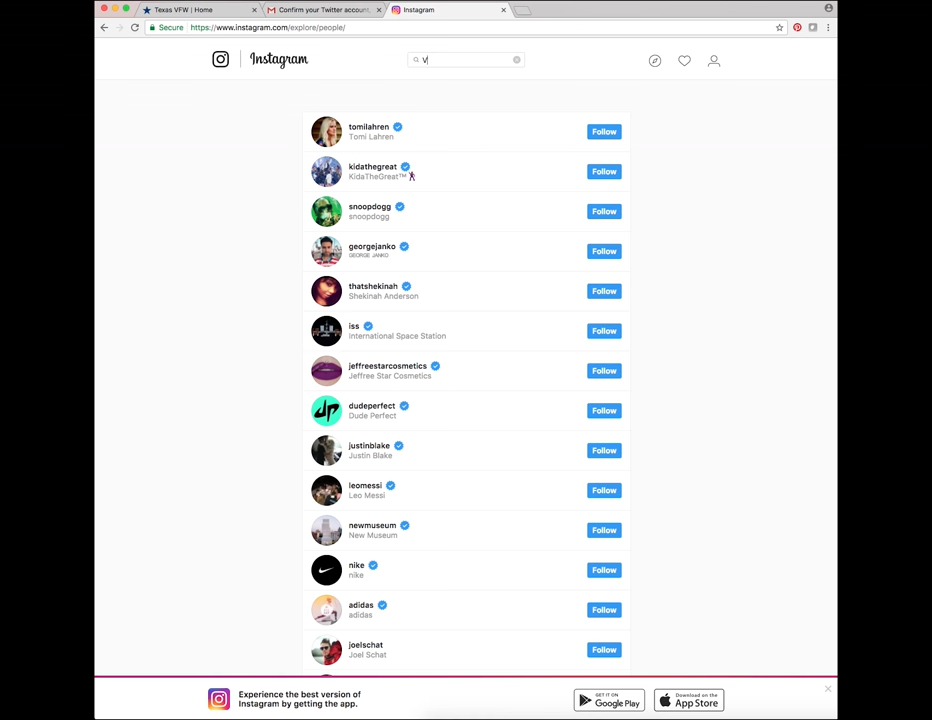 Texas VFW | Home
Confirm your Twitter account,
Instagram
Secure
https://www.instagram.com/explore/people/
Instagram
V
tomilahren
Tomi Lahren
Follow
kidathegreat
KidaTheGreat™
Follow
snoopdogg
snoopdogg
Follow
georgejanko
GEORGE JANKO
Follow
thatshekinah
Shekinah Anderson
Follow
iss
International Space Station
Follow
jeffreestarcosmetics
Jeffree Star Cosmetics
Follow
dp
dudeperfect
Dude Perfect
Follow
justinblake
Justin Blake
Follow
leomessi
Leo Messi
Follow
newmuseum
New Museum
Follow
nike
nike
Follow
adidas
adidas
Follow
joelschat
Joel Schat
Follow
Experience the best version of
Instagram by getting the app.
GET IT ON
Google Play
Download on the
App Store